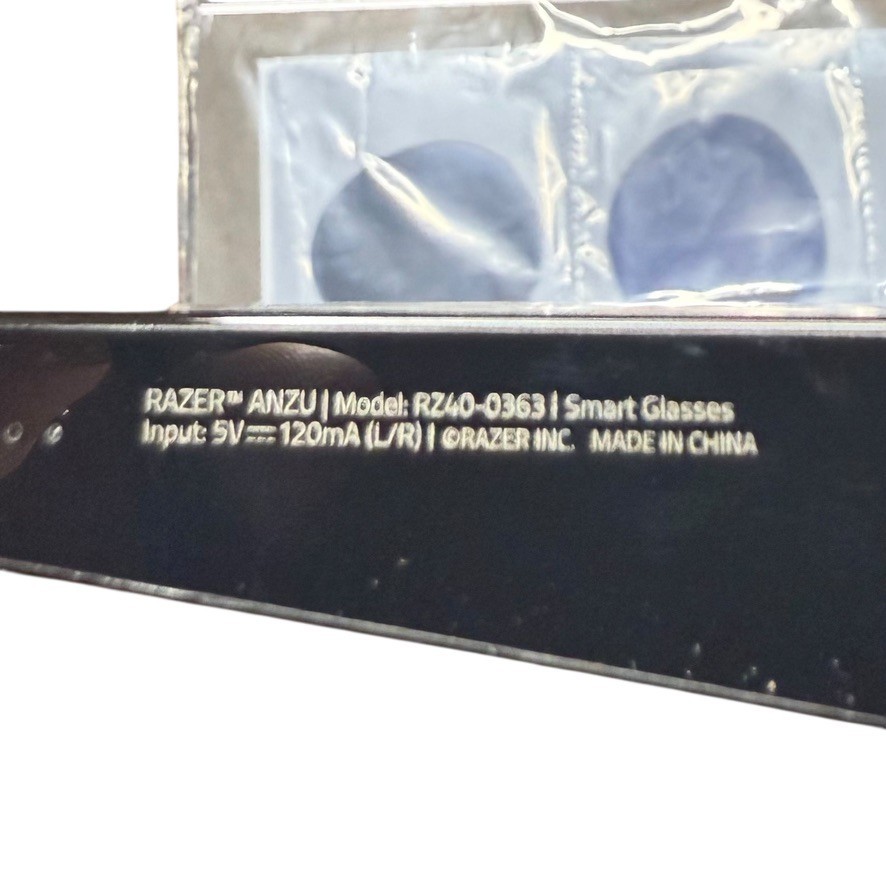 RAZER™ ANZU | Model: RZ40-0363 | Smart Glasses
Input: 5V⎓120mA (L/R) | ©RAZER INC. MADE IN CHINA